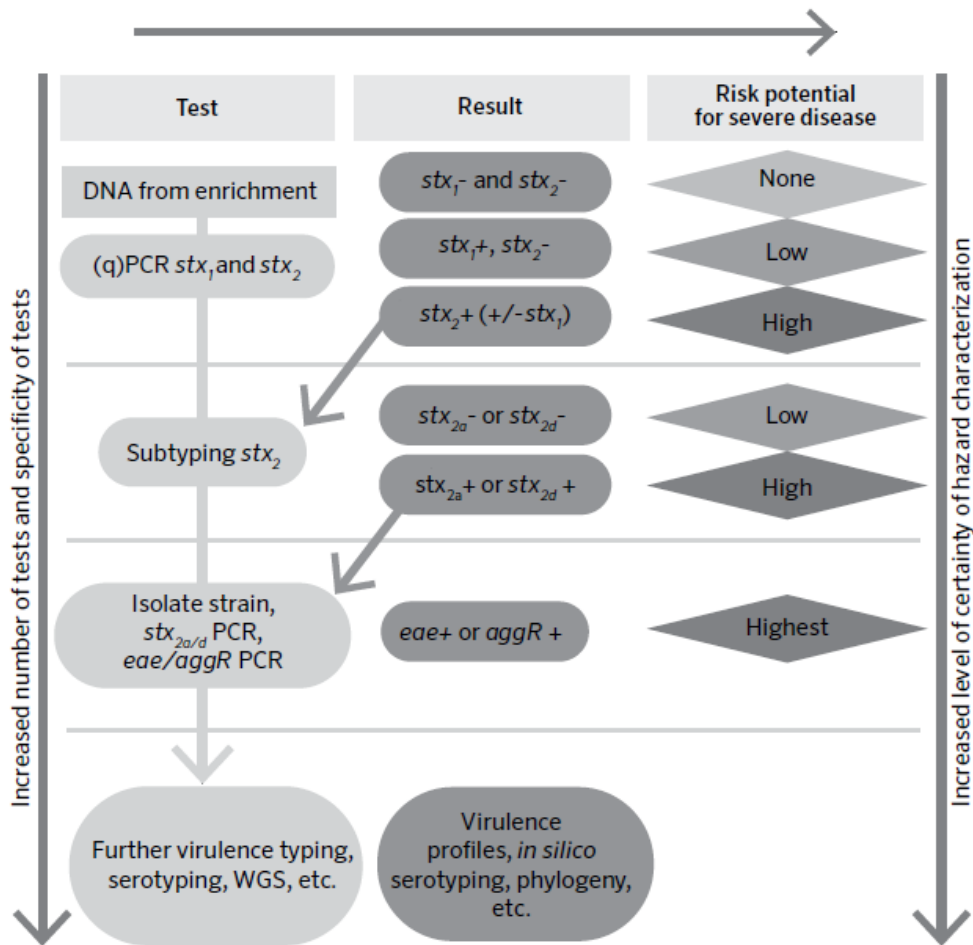 Test
Result
Risk potential
for severe disease
DNA from enrichment
stx₁- and stx₂-
None
(q)PCR stx₁ and stx₂
stx₁+, stx₂-
Low
stx₂+ (+/-stx₁)
High
Subtyping stx₂
stx₂ₐ- or stx₂d-
Low
stx₂ₐ+ or stx₂d +
High
Isolate strain,
stx₂ₐ/d PCR,
eae/aggR PCR
eae+ or aggR +
Highest
Further virulence typing,
serotyping, WGS, etc.
Virulence
profiles, in silico
serotyping, phylogeny,
etc.
Increased number of tests and specificity of tests
Increased level of certainty of hazard characterization